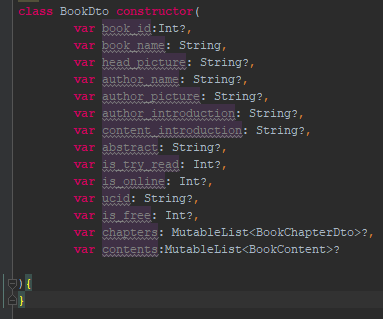 class BookDto constructor(
var book_id:Int?,
var book_name: String,
var head_picture: String?,
var author_name: String?,
var author_picture: String?,
var author_introduction: String?,
var content_introduction: String?,
var abstract: String?,
var is_try_read: Int?,
var is_online: Int?,
var ucid: String?,
var is_free: Int?,
var chapters: MutableList<BookChapterDto>?,
var contents:MutableList<BookContent>?
){
}